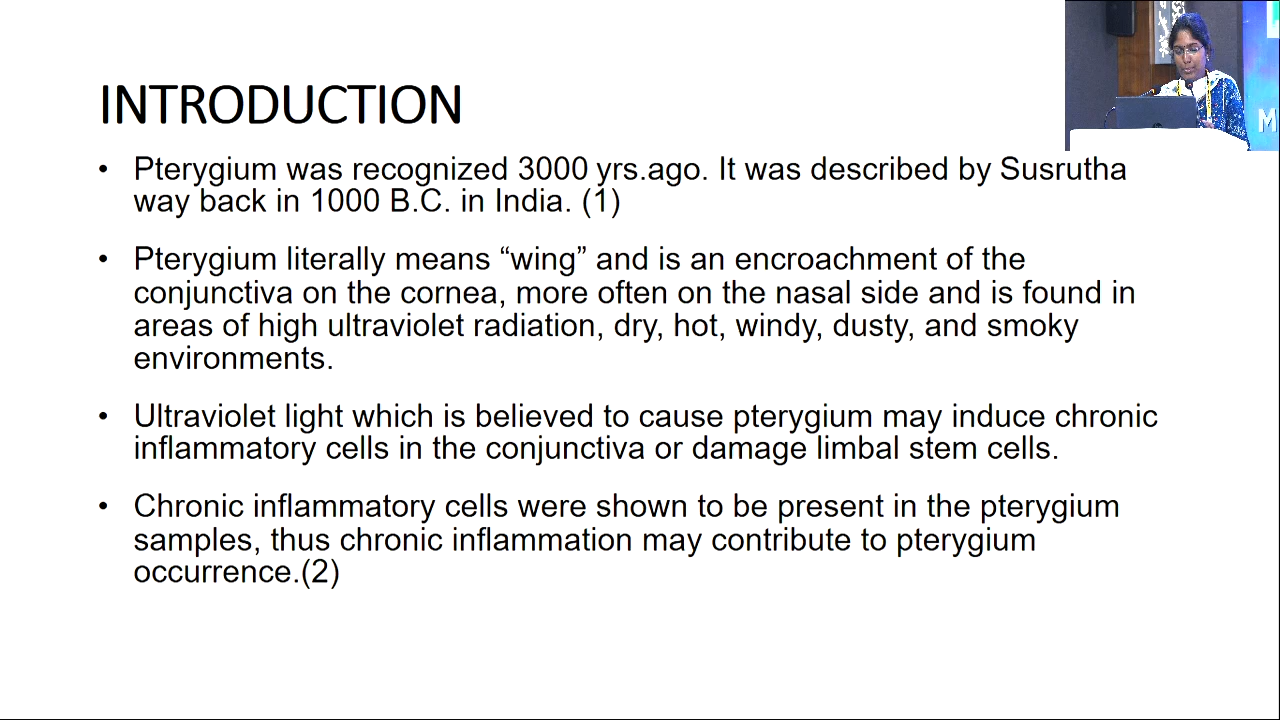 INTRODUCTION
• Pterygium was recognized 3000 yrs.ago. It was described by Susrutha
way back in 1000 B.C. in India. (1)
• Pterygium literally means “wing” and is an encroachment of the
conjunctiva on the cornea, more often on the nasal side and is found in
areas of high ultraviolet radiation, dry, hot, windy, dusty, and smoky
environments.
• Ultraviolet light which is believed to cause pterygium may induce chronic
inflammatory cells in the conjunctiva or damage limbal stem cells.
• Chronic inflammatory cells were shown to be present in the pterygium
samples, thus chronic inflammation may contribute to pterygium
occurrence.(2)
M